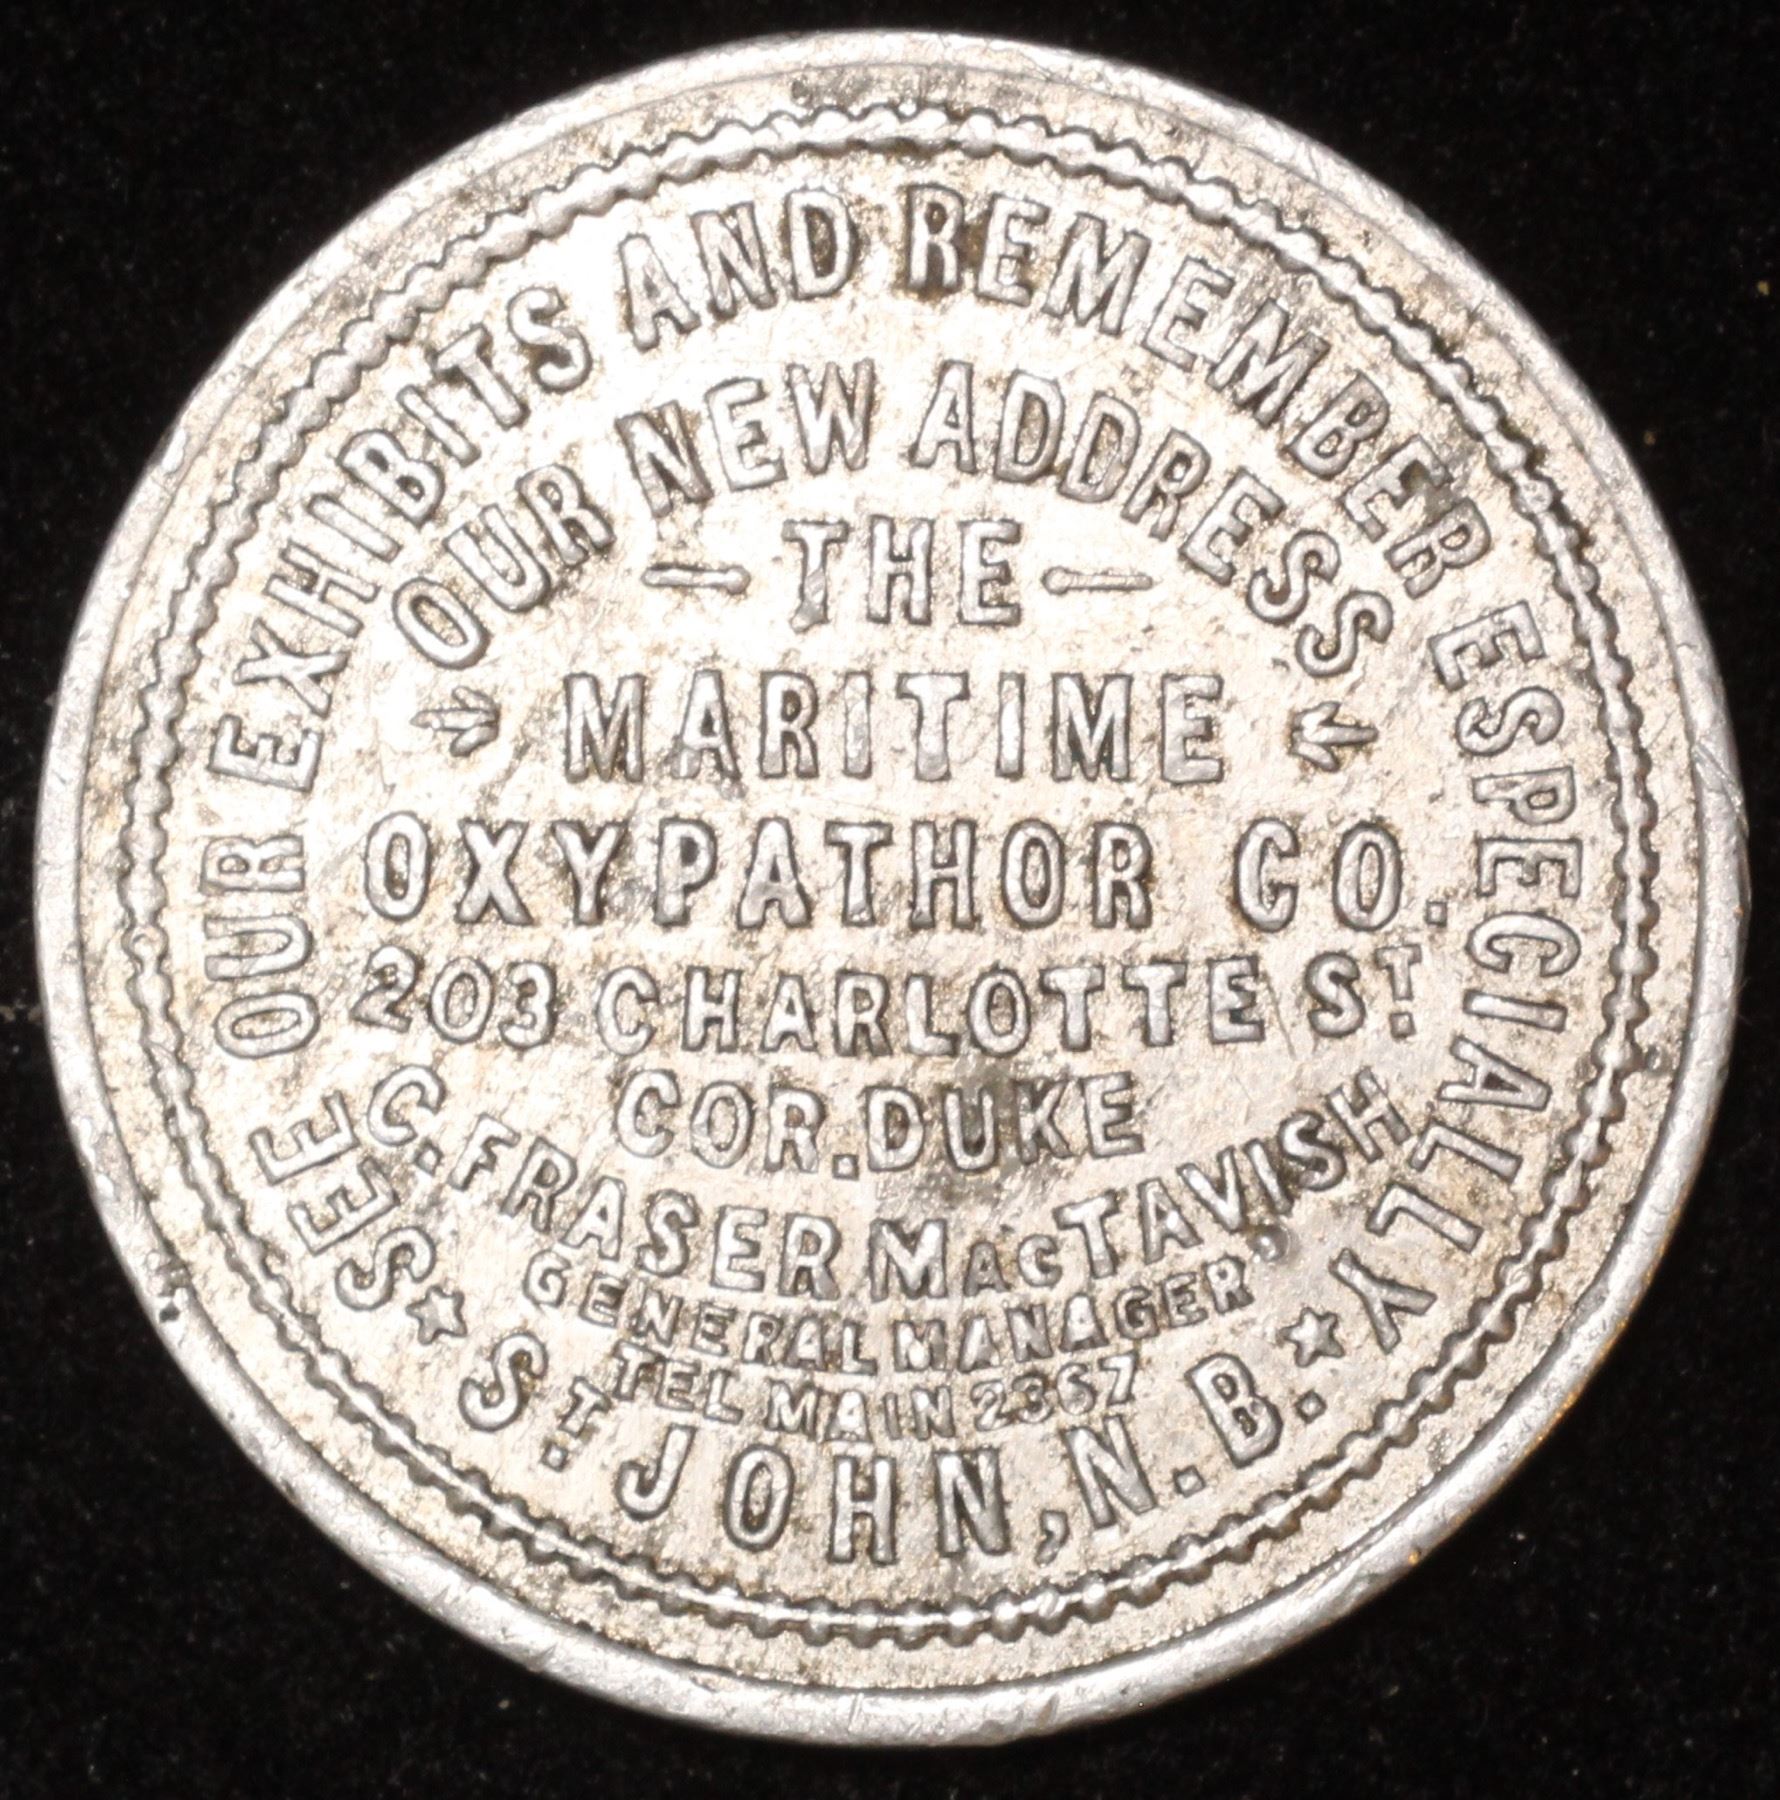 SEE OUR EXHIBITS AND REMEMBER ESPECIALLY
OUR NEW ADDRESS
THE
MARITIME
OXYPATHOR CO.
203 CHARLOTTE ST.
COR. DUKE
C. FRASER MACTAVISH,
GENERAL MANAGER
TEL MAIN 2367
ST. JOHN, N.B.